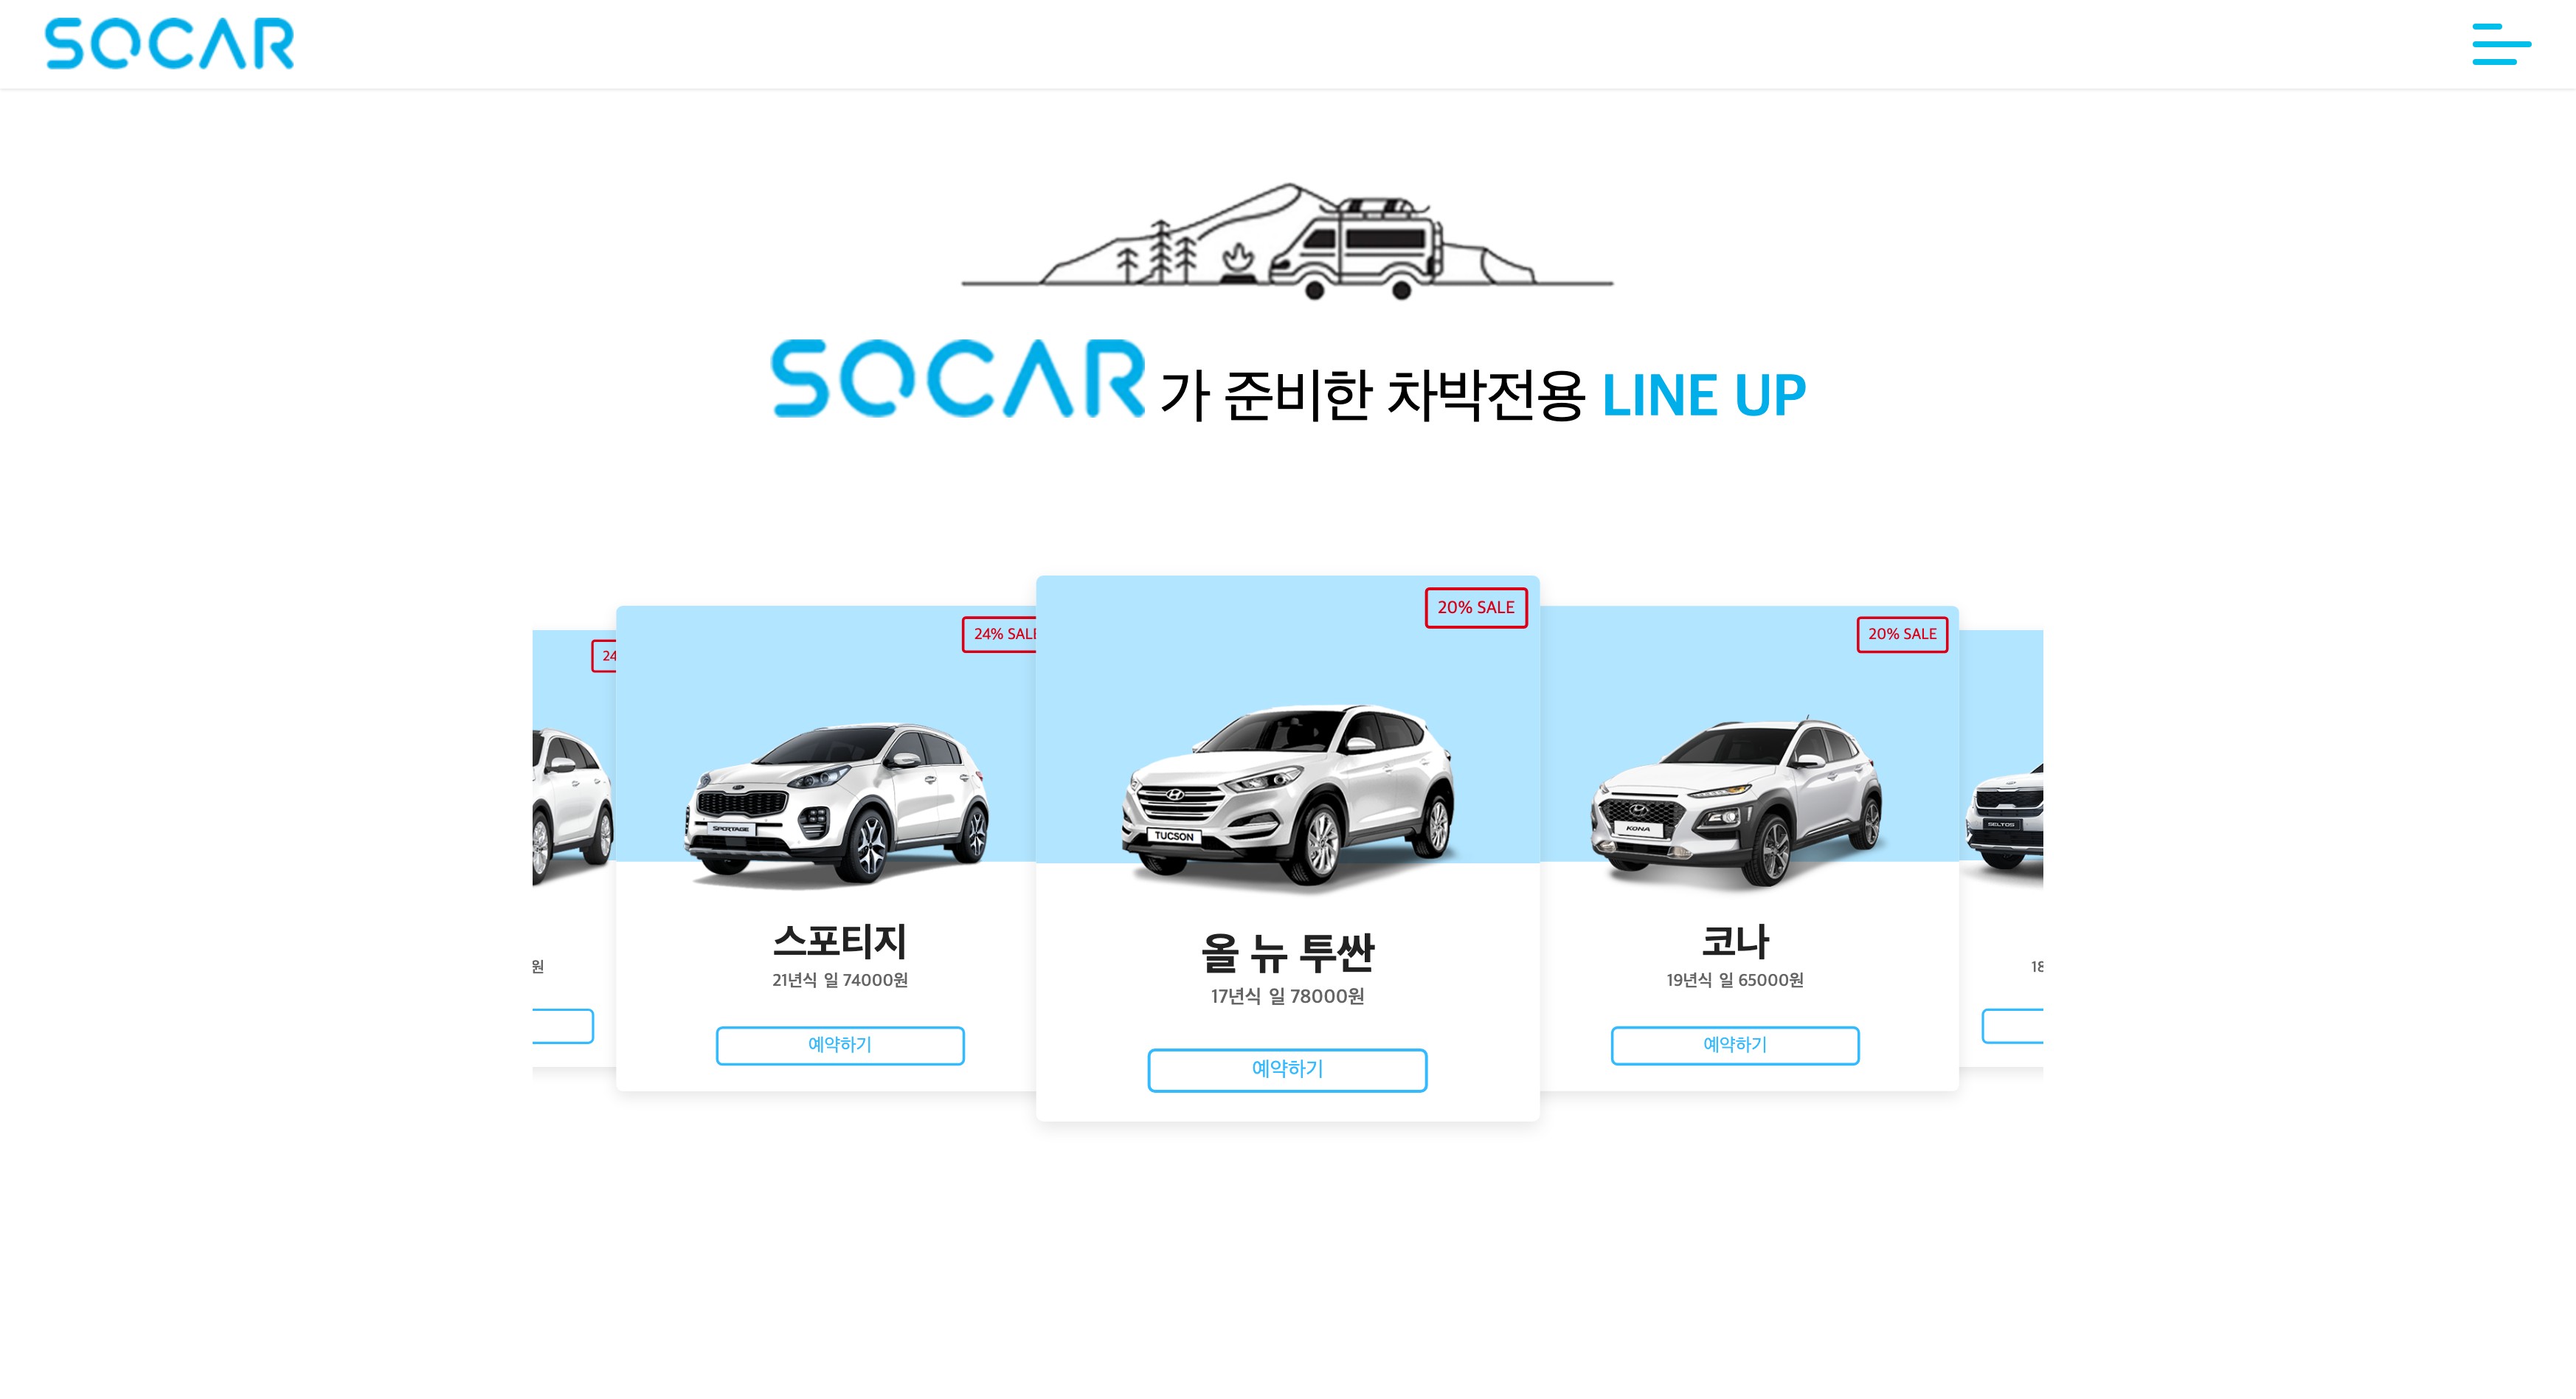 SOCAR
SOCAR가 준비한 차박전용 LINE UP
24% SALE
SPORTAGE
스포티지
21년식 일 74000원
예약하기
20% SALE
TUCSON
올 뉴 투싼
17년식 일 78000원
예약하기
20% SALE
KONA
코나
19년식 일 65000원
예약하기
24
원
SELTOS
18